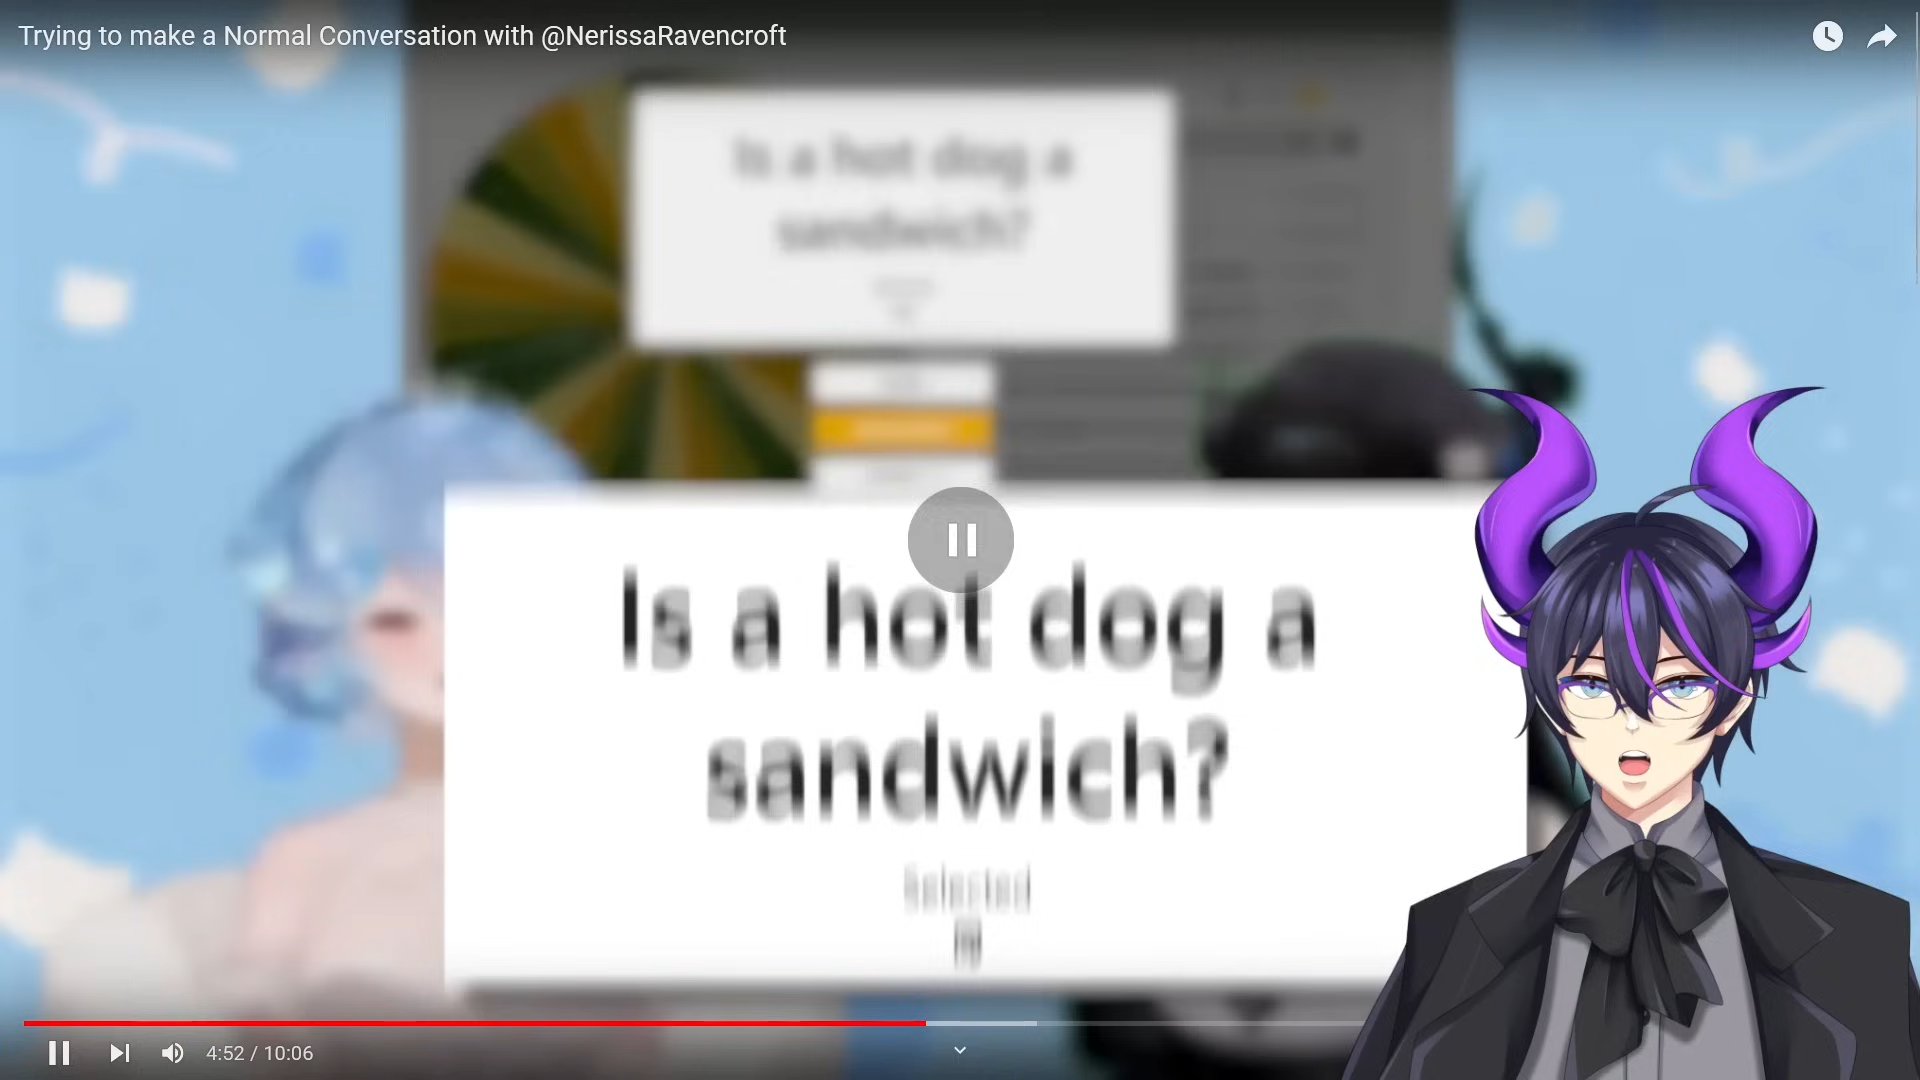 Trying to make a Normal Conversation with @NerissaRavencroft
Is a hot dog a
sandwich?
Is a hot dog a
sandwich?
Selected
4:52 / 10:06